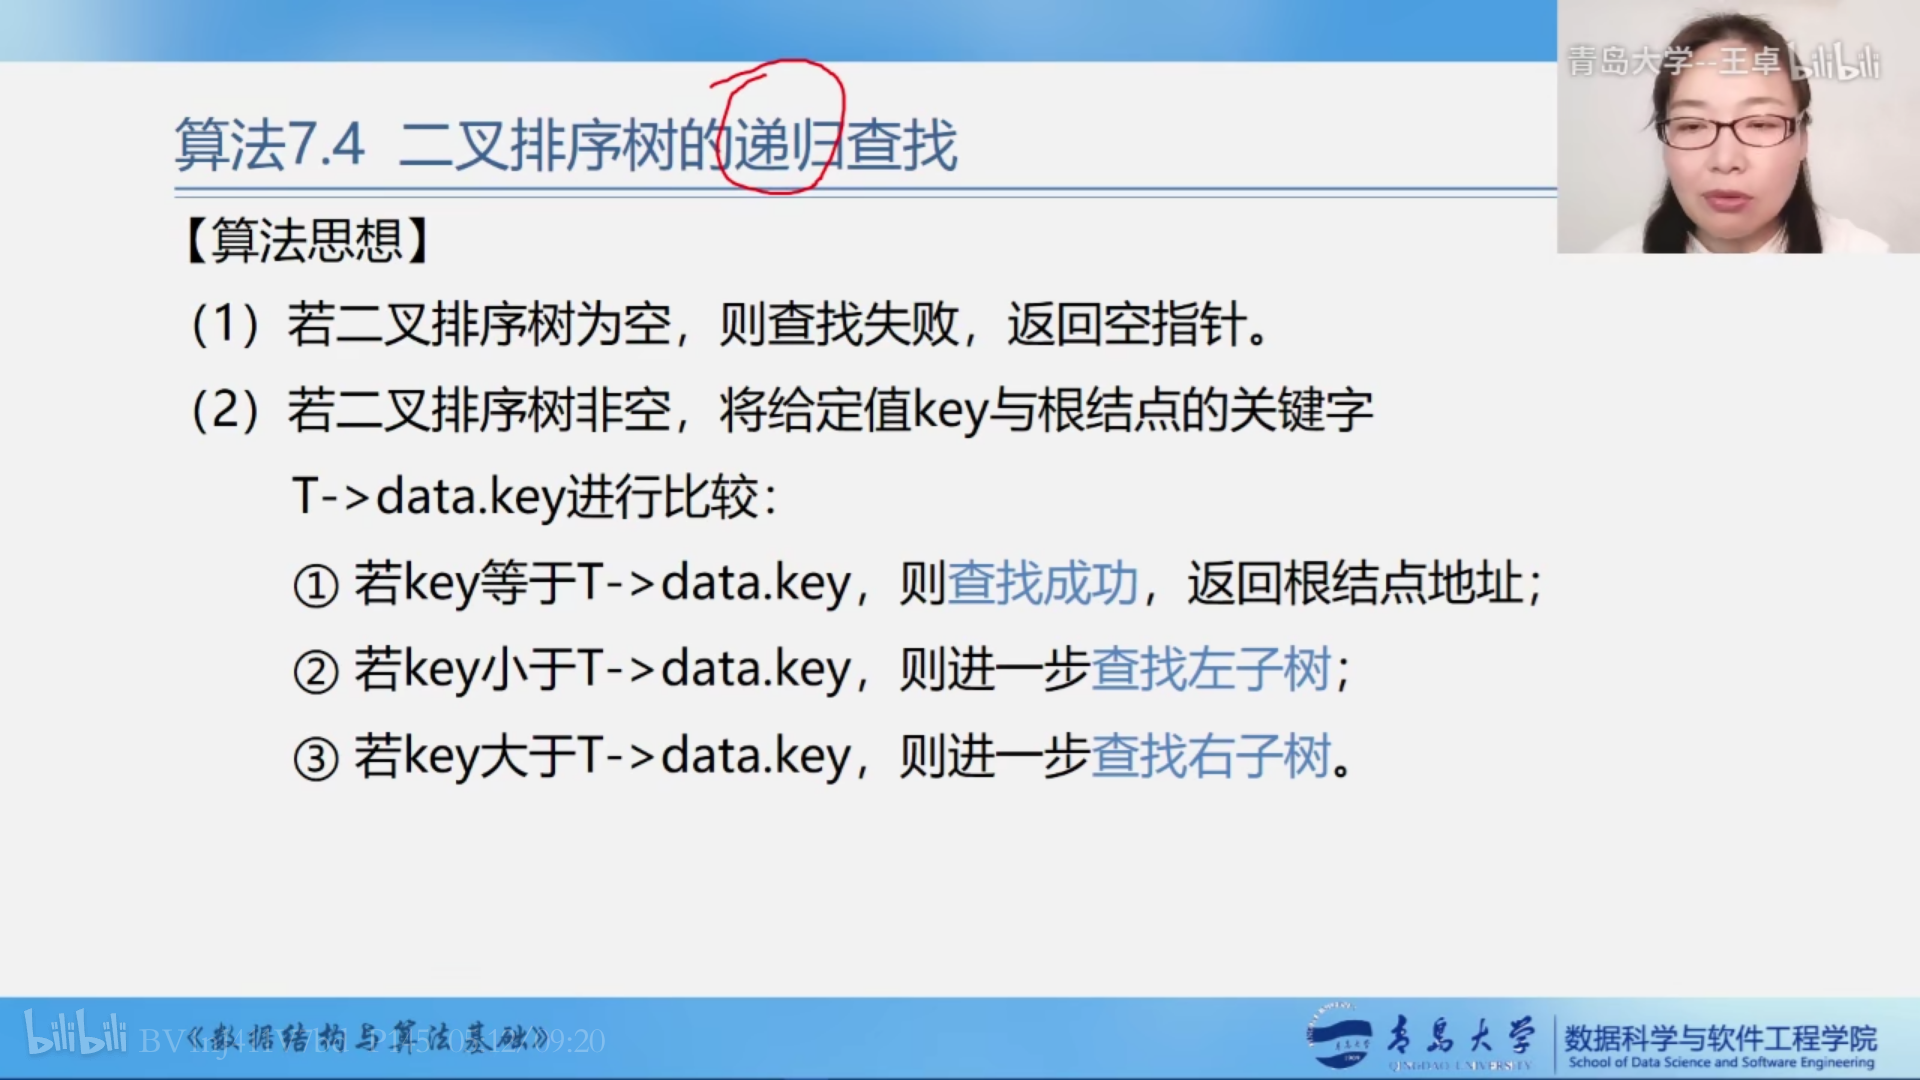 青岛大学--王卓 bilibili
算法7.4 二叉排序树的递归查找
【算法思想】
（1）若二叉排序树为空，则查找失败，返回空指针。
（2）若二叉排序树非空，将给定值key与根结点的关键字
T->data.key进行比较：
① 若key等于T->data.key，则查找成功，返回根结点地址；
② 若key小于T->data.key，则进一步查找左子树；
③ 若key大于T->data.key，则进一步查找右子树。
bilibili
《数据结构与算法基础》
青岛大学
QINGDAO UNIVERSITY
数据科学与软件工程学院
School of Data Science and Software Engineering